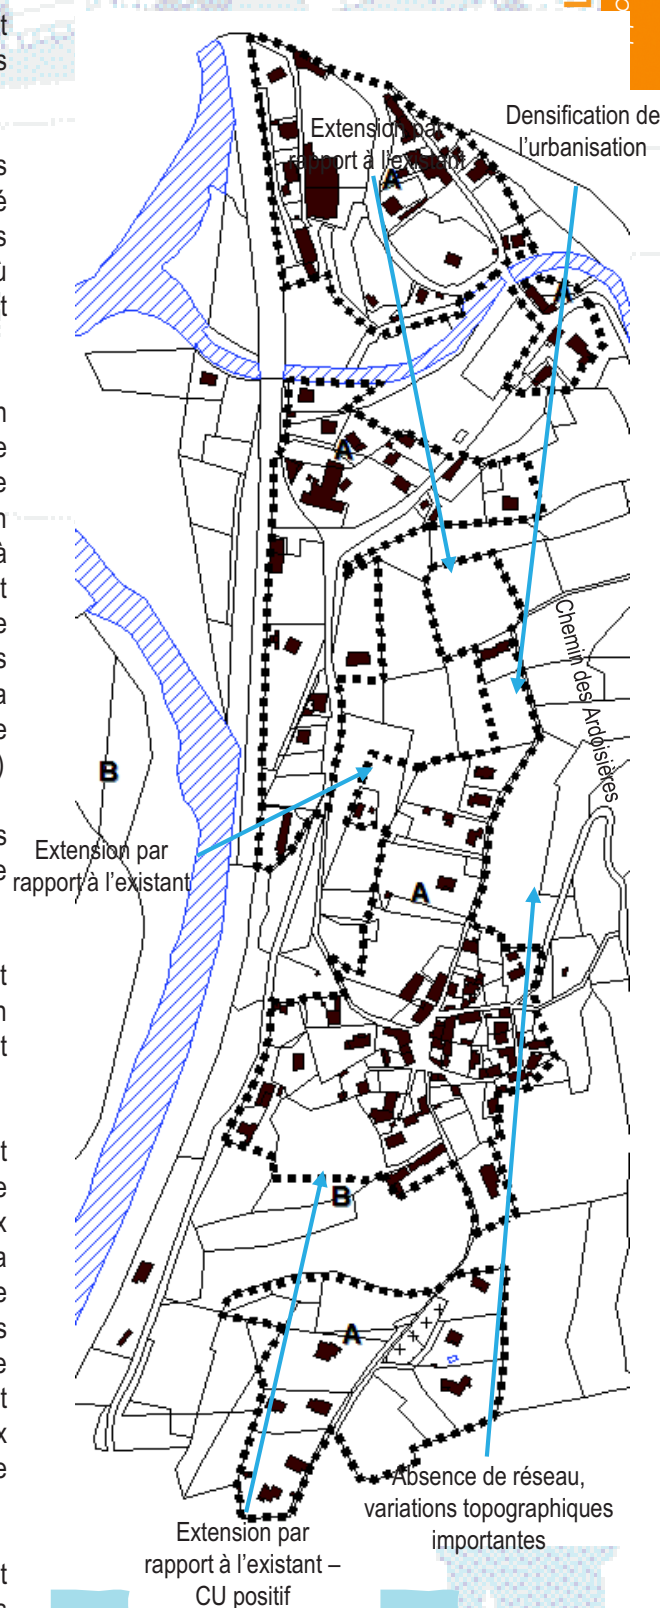 Densification de
l'urbanisation
Extension par
rapport à l'existant
A
A
A
Chemin des Ardoisières
B
Extension par
rapport à l'existant
A
B
A
Absence de réseau,
variations topographiques
importantes
Extension par
rapport à l'existant –
CU positif